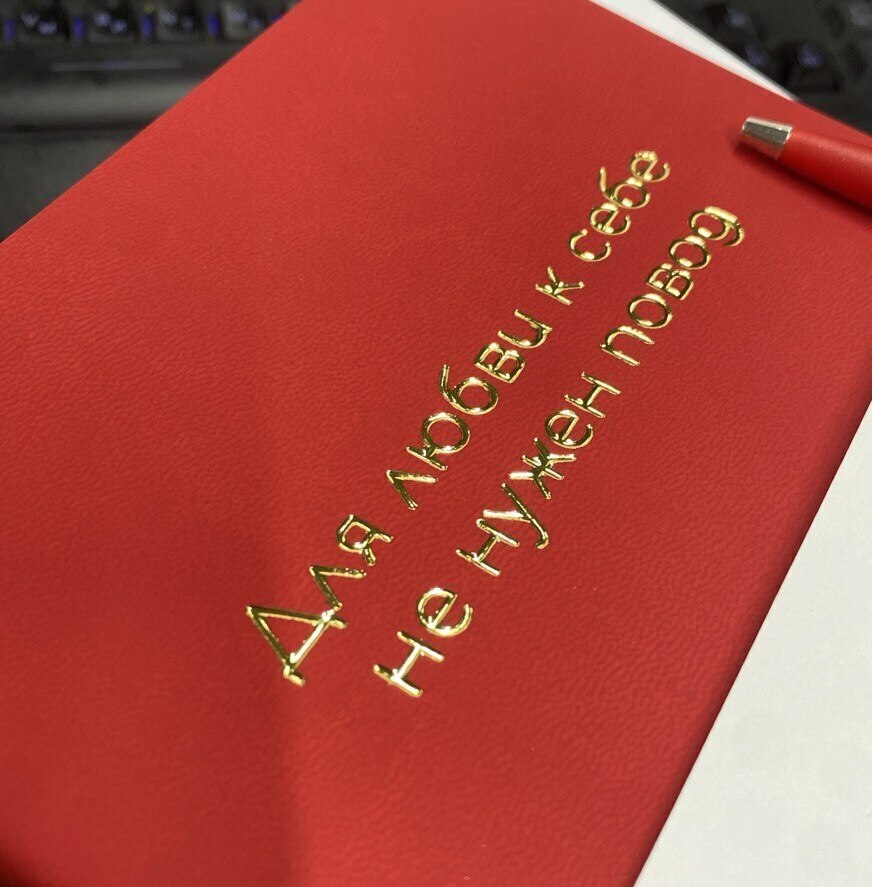 Для любви к себе
не нужен повод